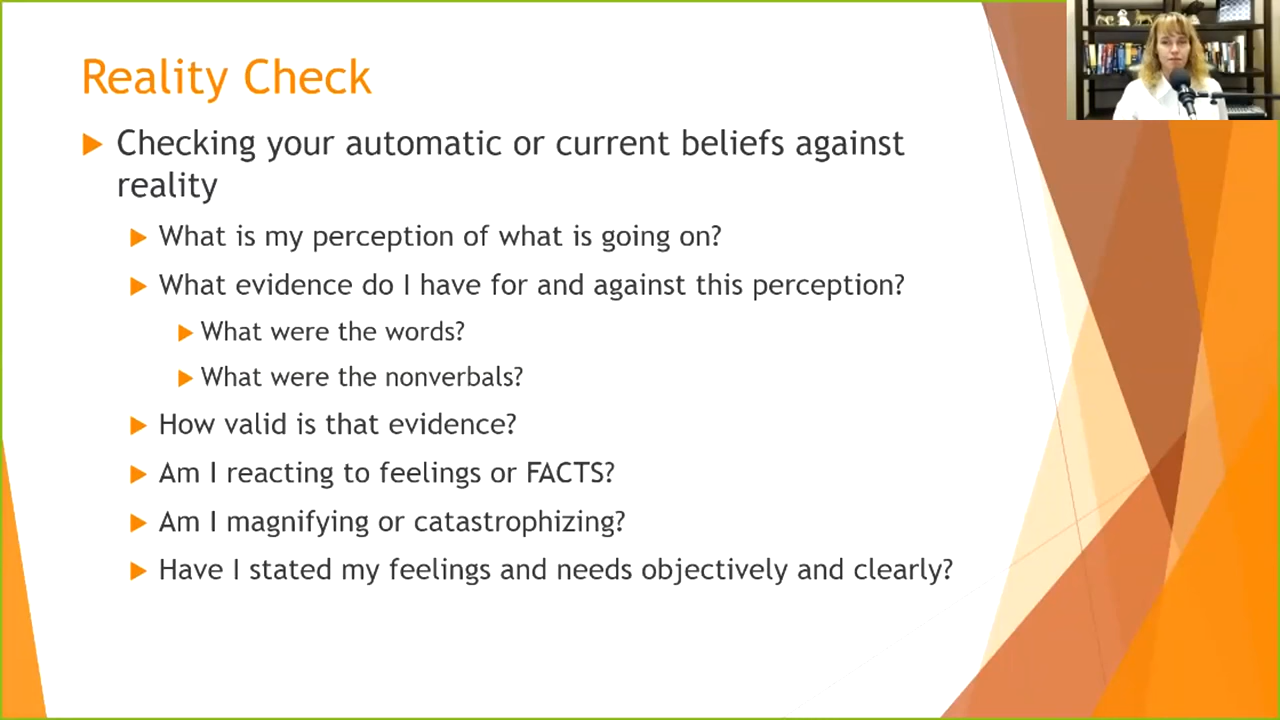 Reality Check
Checking your automatic or current beliefs against
reality
What is my perception of what is going on?
What evidence do I have for and against this perception?
What were the words?
What were the nonverbals?
How valid is that evidence?
Am I reacting to feelings or FACTS?
Am I magnifying or catastrophizing?
Have I stated my feelings and needs objectively and clearly?